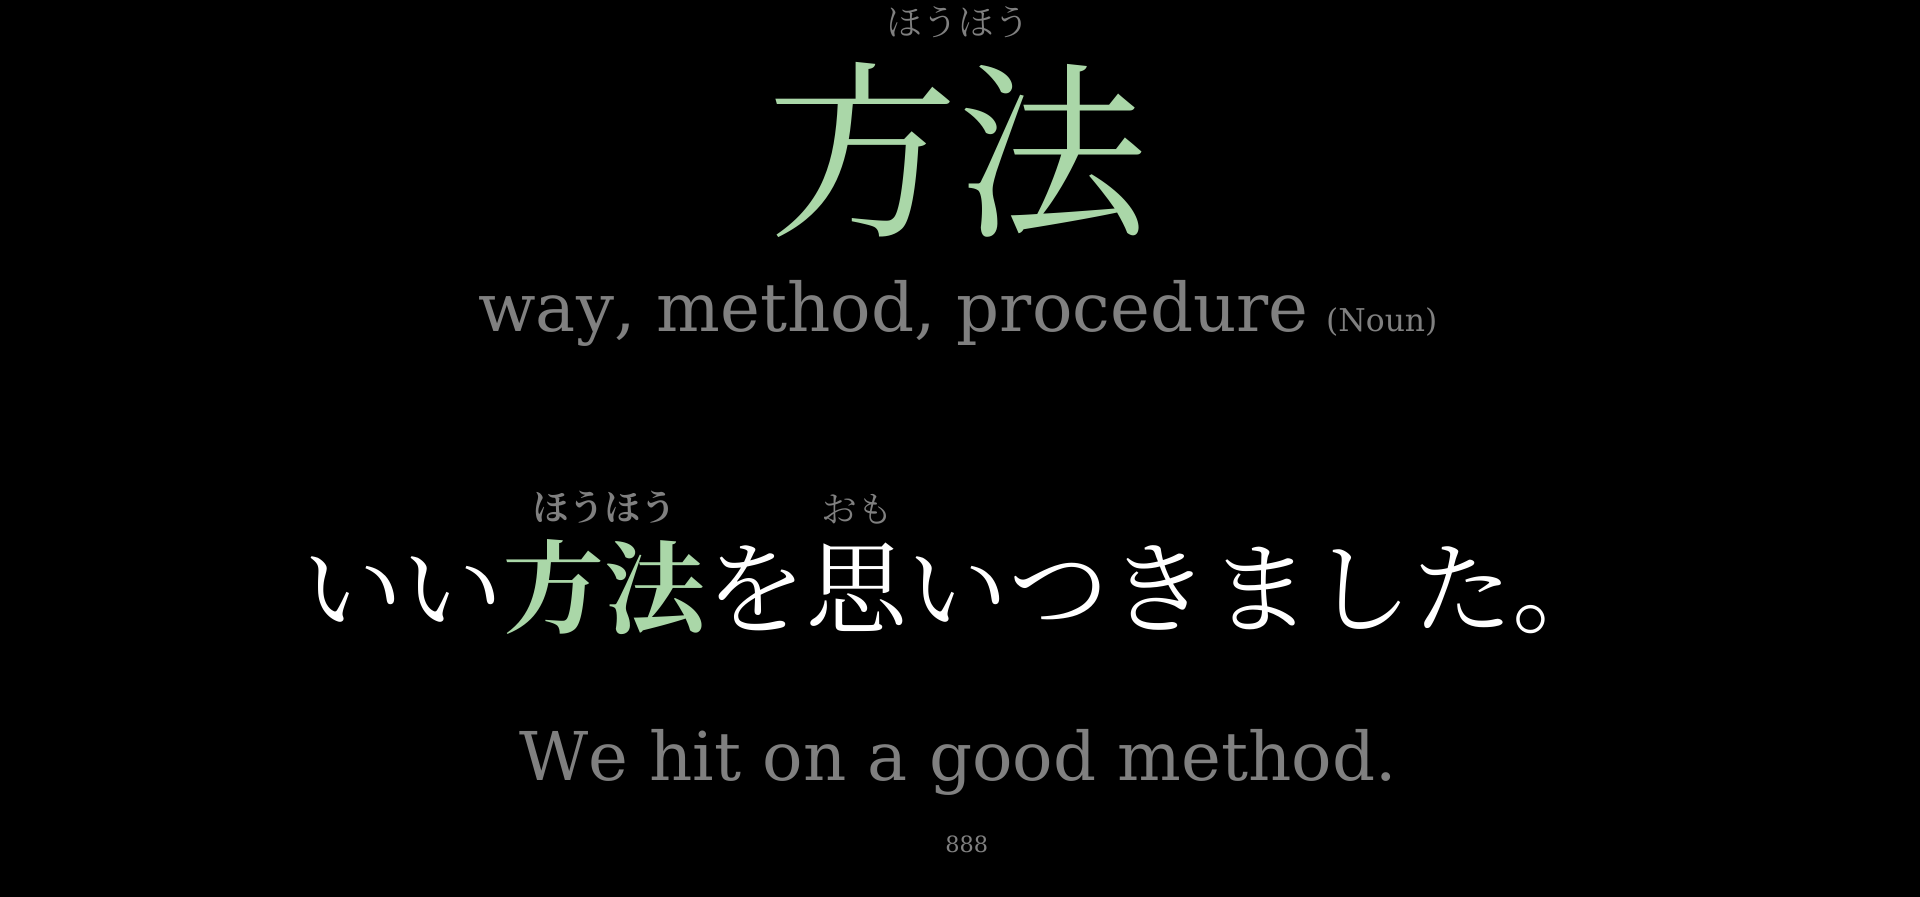 ほうほう
方法
way, method, procedure (Noun)
ほうほう おも
いい方法を思いつきました。
We hit on a good method.
888